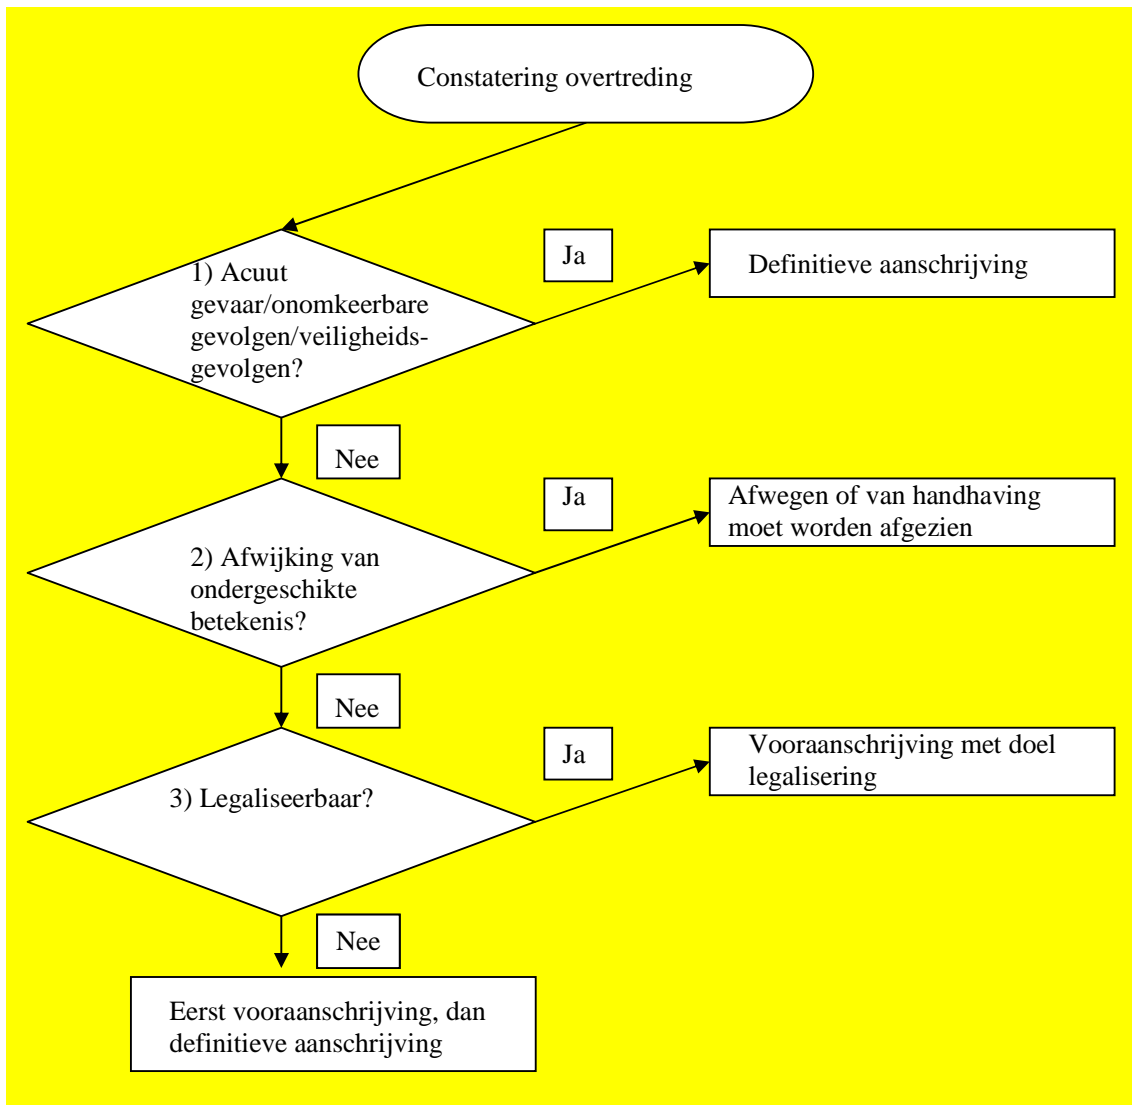 Constatering overtreding
1) Acuut
gevaar/onomkeerbare
gevolgen/veiligheids-
gevolgen?
Ja
Definitieve aanschrijving
Nee
2) Afwijking van
ondergeschikte
betekenis?
Ja
Afwegen of van handhaving
moet worden afgezien
Nee
3) Legaliseerbaar?
Ja
Vooraanschrijving met doel
legalisering
Nee
Eerst vooraanschrijving, dan
definitieve aanschrijving